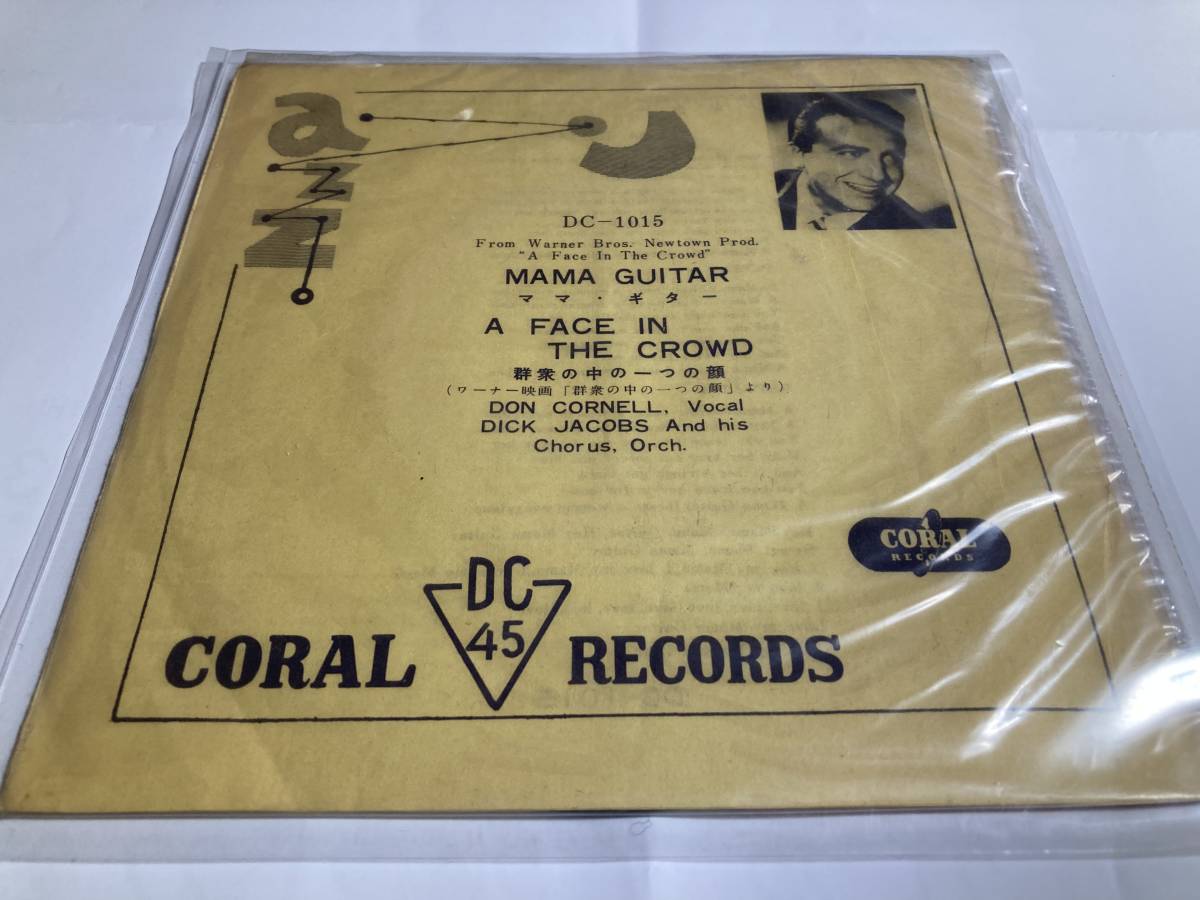 Jazz
DC-1015
From Warner Bros. Newtown Prod.
"A Face In The Crowd"
MAMA GUITAR
ママ・ギター
A FACE IN
THE CROWD
群衆の中の一つの顔
(ワーナー映画「群衆の中の一つの顔」より)
DON CORNELL, Vocal
DICK JACOBS And his
Chorus, Orch.
CORAL
RECORDS
DC
45
CORAL RECORDS